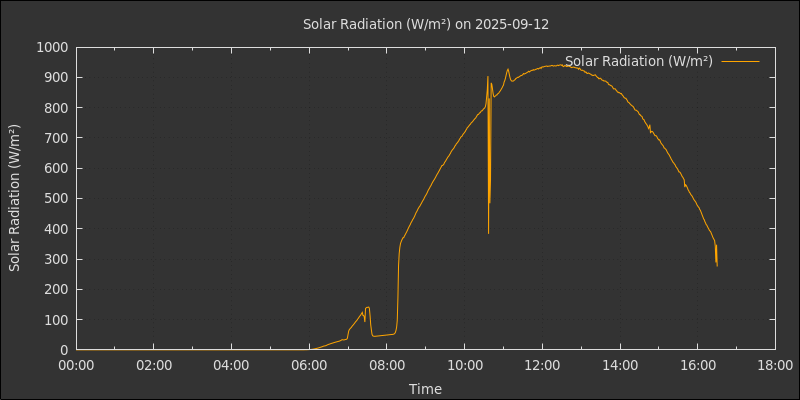 Solar Radiation (W/m²) on 2025-09-12
Solar Radiation (W/m²)
1000
900
800
700
600
500
400
300
200
100
0
Solar Radiation (W/m²)
00:00 02:00 04:00 06:00 08:00 10:00 12:00 14:00 16:00 18:00
Time